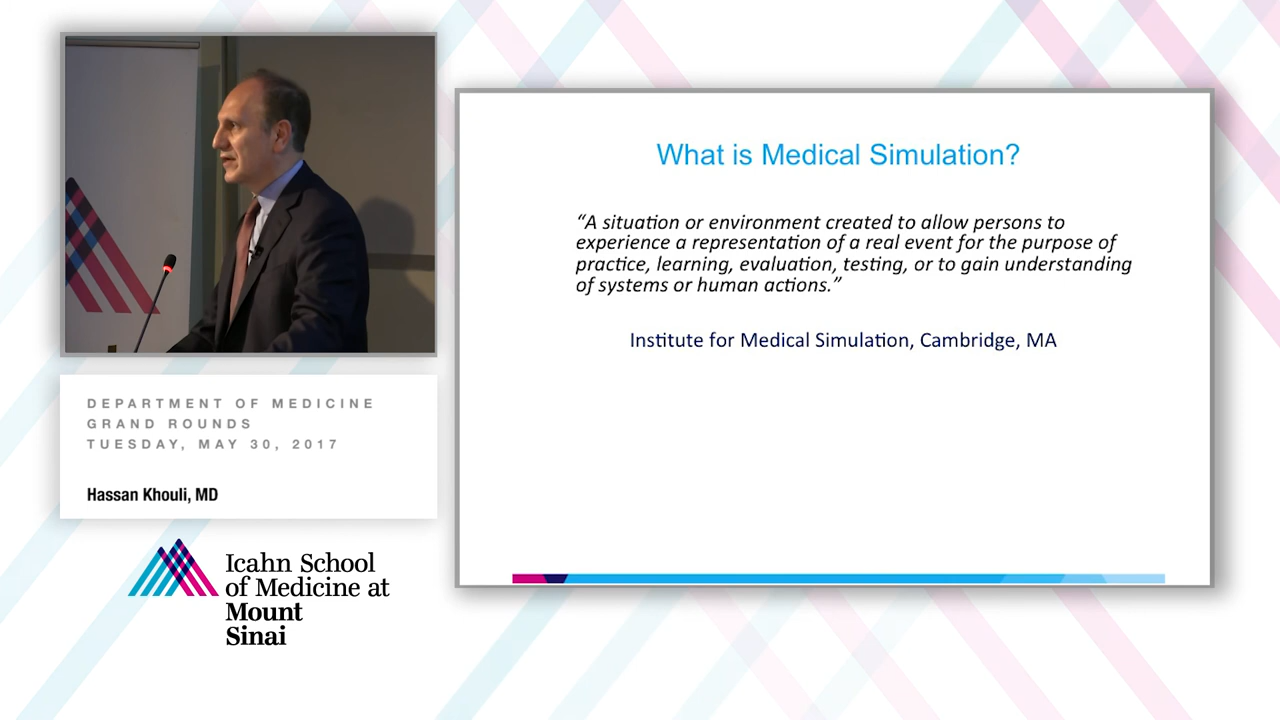 DEPARTMENT OF MEDICINE
GRAND ROUNDS
TUESDAY, MAY 30, 2017
Hassan Khouli, MD
Icahn School
of Medicine at
Mount
Sinai
What is Medical Simulation?
“A situation or environment created to allow persons to
experience a representation of a real event for the purpose of
practice, learning, evaluation, testing, or to gain understanding
of systems or human actions.”
Institute for Medical Simulation, Cambridge, MA